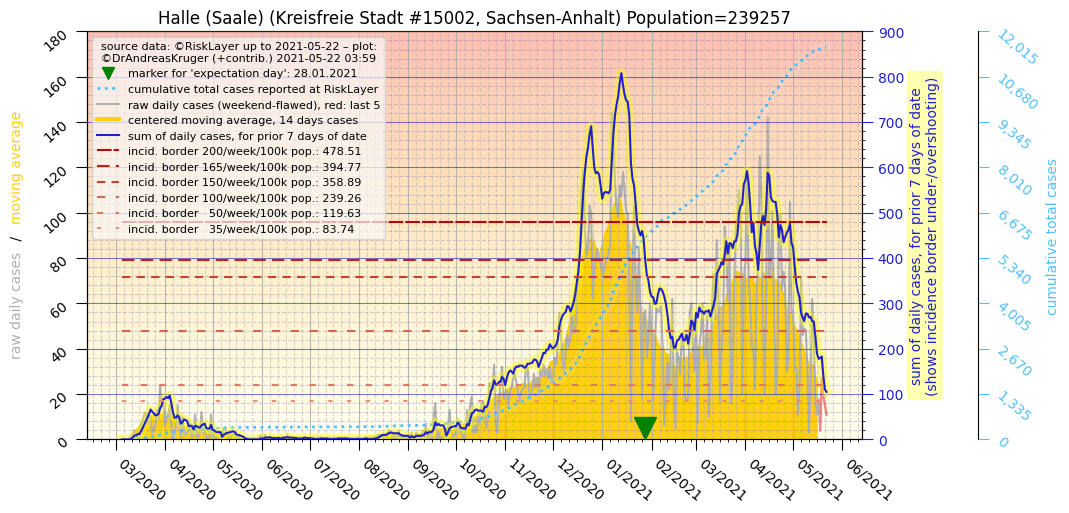 Halle (Saale) (Kreisfreie Stadt #15002, Sachsen-Anhalt) Population=239257
source data: ©RiskLayer up to 2021-05-22 – plot:
©DrAndreasKruger (+contrib.) 2021-05-22 03:59
marker for 'expectation day': 28.01.2021
cumulative total cases reported at RiskLayer
raw daily cases (weekend-flawed), red: last 5
centered moving average, 14 days cases
sum of daily cases, for prior 7 days of date
incid. border 200/week/100k pop.: 478.51
incid. border 165/week/100k pop.: 394.77
incid. border 150/week/100k pop.: 358.89
incid. border 100/week/100k pop.: 239.26
incid. border   50/week/100k pop.: 119.63
incid. border   35/week/100k pop.: 83.74
raw daily cases  /  moving average
180
160
140
120
100
80
60
40
20
0
03/2020
04/2020
05/2020
06/2020
07/2020
08/2020
09/2020
10/2020
11/2020
12/2020
01/2021
02/2021
03/2021
04/2021
05/2021
06/2021
900
800
700
600
500
400
300
200
100
0
sum of daily cases, for prior 7 days of date
(shows incidence border under-/overshooting)
12,015
10,680
9,345
8,010
6,675
5,340
4,005
2,670
1,335
0
cumulative total cases